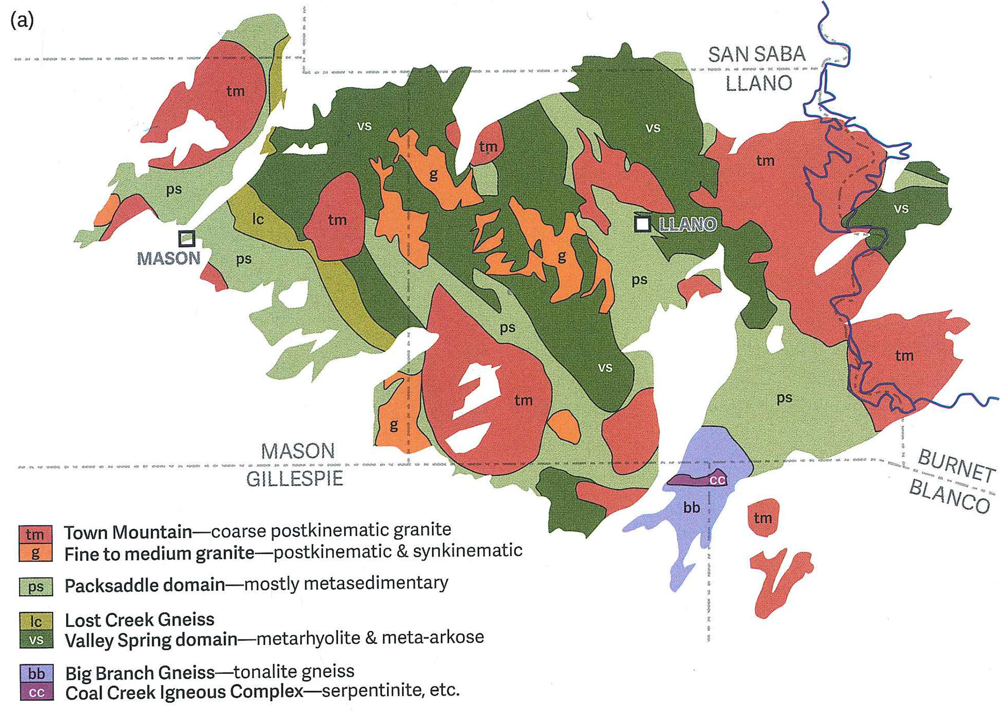 (a)
SAN SABA
LLANO
tm
vs
vs
tm
tm
g
ps
vs
lc
tm
LLANO
MASON
ps
g
ps
ps
tm
vs
ps
tm
g
MASON
GILLESPIE
BURNET
BLANCO
cc
bb
tm
tm Town Mountain—coarse postkinematic granite
g Fine to medium granite—postkinematic & synkinematic
ps Packsaddle domain—mostly metasedimentary
lc Lost Creek Gneiss
vs Valley Spring domain—metarhyolite & meta-arkose
bb Big Branch Gneiss—tonalite gneiss
cc Coal Creek Igneous Complex—serpentinite, etc.